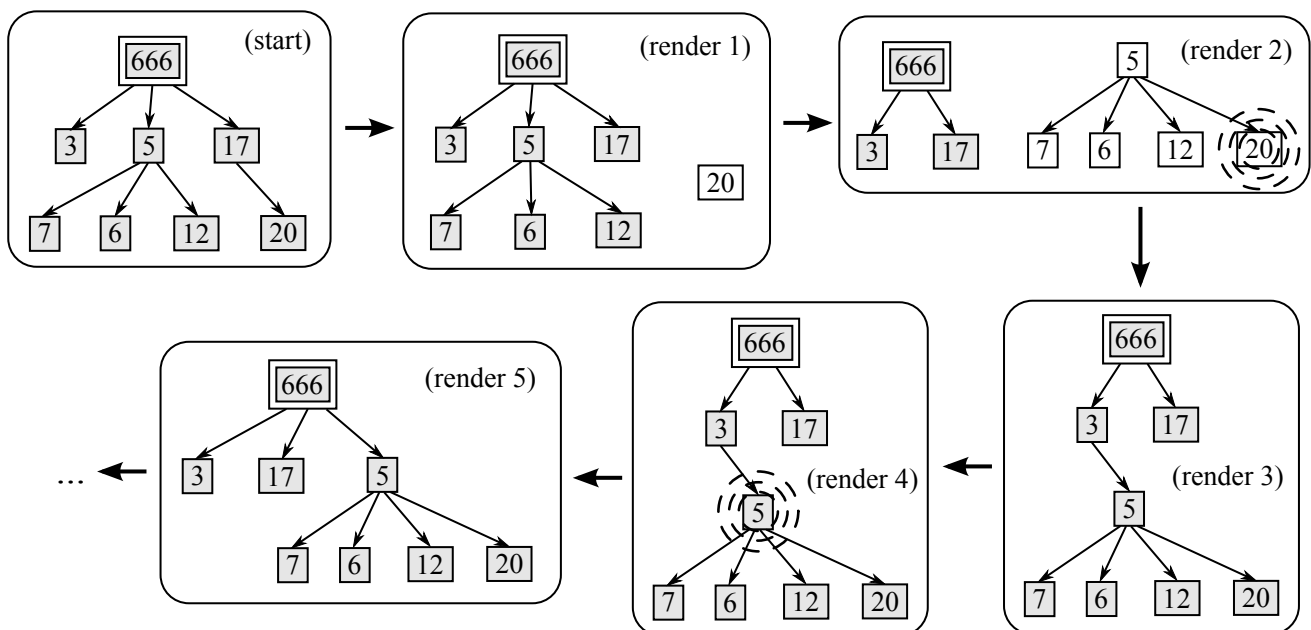 (start)
666
3 5 17
7 6 12 20
(render 1)
666
3 5 17
20
7 6 12
(render 2)
666 5
3 17 7 6 12 20
(render 3)
666
3 17
5
7 6 12 20
(render 4)
666
3 17
5
7 6 12 20
(render 5)
666
3 17 5
7 6 12 20
...